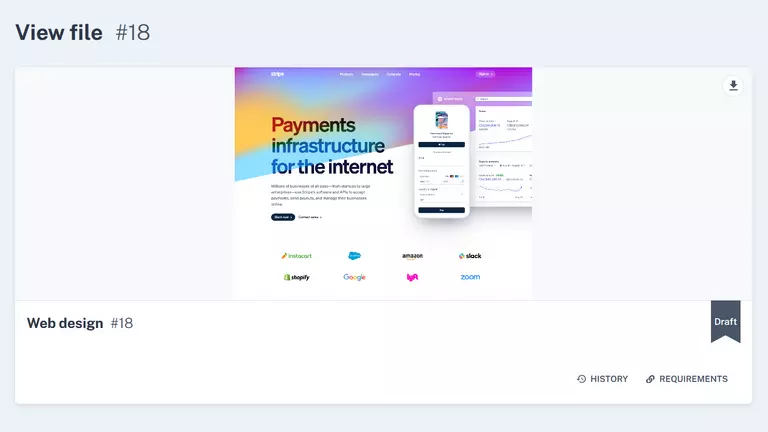 View file #18
stripe
Products Developers Company Pricing
Sign in
Payments
infrastructure
for the internet
Millions of businesses of all sizes—from startups to large
enterprises—use Stripe's software and APIs to accept
payments, send payouts, and manage their businesses
online.
Start now Contact sales
Pay
Pay
instacart
salesforce
amazon
slack
shopify
Google
lyft
zoom
Web design #18
Draft
HISTORY
REQUIREMENTS